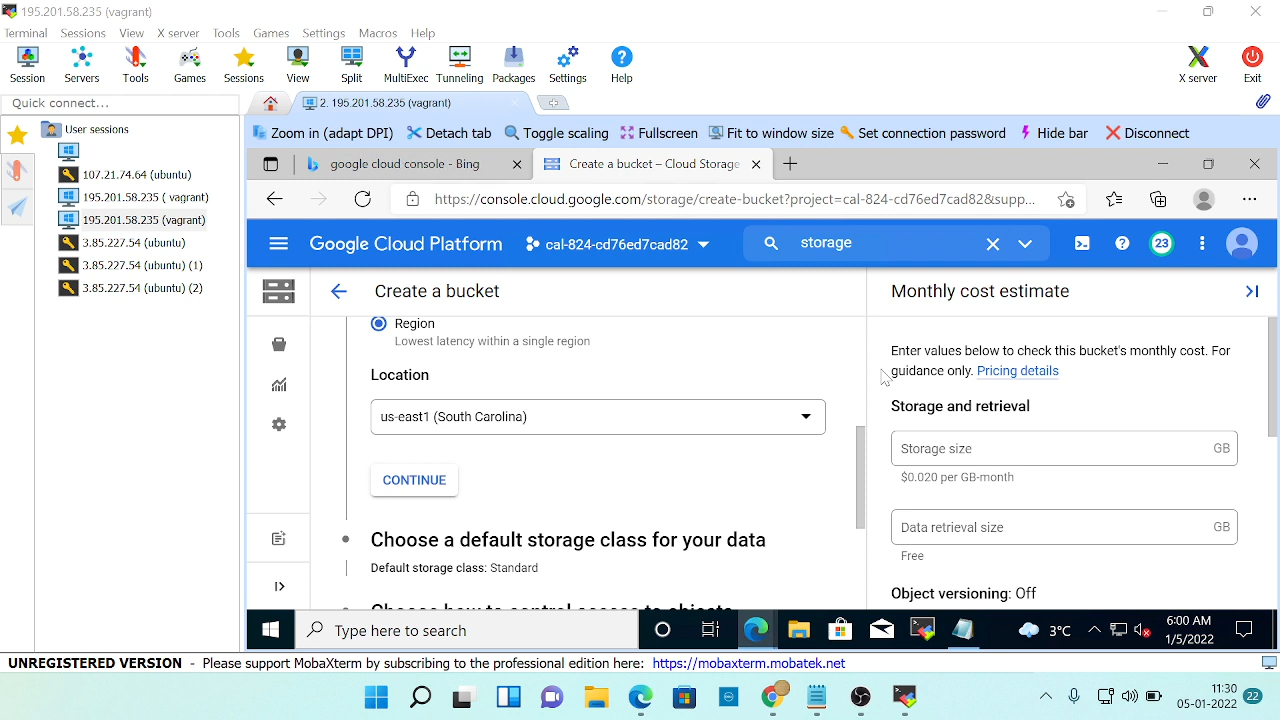 195.201.58.235 (vagrant)
Terminal Sessions View X server Tools Games Settings Macros Help
Session Servers Tools Games Sessions View Split MultiExec Tunneling Packages Settings Help X server Exit
Quick connect...
2. 195.201.58.235 (vagrant)
User sessions
107.21.74.64 (ubuntu)
195.201.58.235 ( vagrant)
195.201.58.235 (vagrant)
3.85.227.54 (ubuntu)
3.85.227.54 (ubuntu) (1)
3.85.227.54 (ubuntu) (2)
Zoom in (adapt DPI) Detach tab Toggle scaling Fullscreen Fit to window size Set connection password Hide bar Disconnect
google cloud console - Bing Create a bucket – Cloud Storage
https://console.cloud.google.com/storage/create-bucket?project=cal-824-cd76ed7cad82&supp...
Google Cloud Platform cal-824-cd76ed7cad82 storage 23
Create a bucket
Region
Lowest latency within a single region
Location
us-east1 (South Carolina)
CONTINUE
Choose a default storage class for your data
Default storage class: Standard
Choose how to control access to objects
Monthly cost estimate
Enter values below to check this bucket's monthly cost. For
guidance only. Pricing details
Storage and retrieval
Storage size GB
$0.020 per GB-month
Data retrieval size GB
Free
Object versioning: Off
Type here to search
3°C
6:00 AM
1/5/2022
UNREGISTERED VERSION - Please support MobaXterm by subscribing to the professional edition here: https://mobaxterm.mobatek.net
11:30
05-01-2022
22